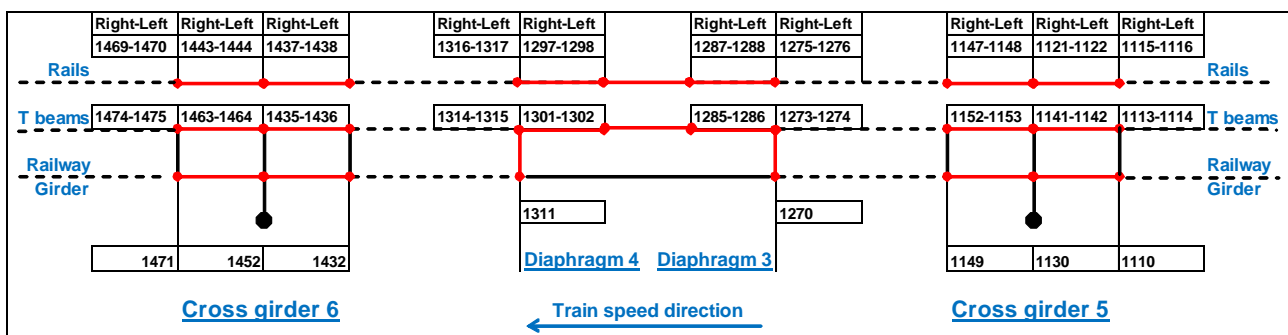 Right-Left Right-Left Right-Left Right-Left Right-Left Right-Left Right-Left Right-Left Right-Left Right-Left
1469-1470 1443-1444 1437-1438 1316-1317 1297-1298 1287-1288 1275-1276 1147-1148 1121-1122 1115-1116
Rails Rails
T beams 1474-1475 1463-1464 1435-1436 1314-1315 1301-1302 1285-1286 1273-1274 1152-1153 1141-1142 1113-1114 T beams
Railway Railway
Girder Girder
1311 1270
1471 1452 1432 Diaphragm 4 Diaphragm 3 1149 1130 1110
Cross girder 6 Train speed direction Cross girder 5